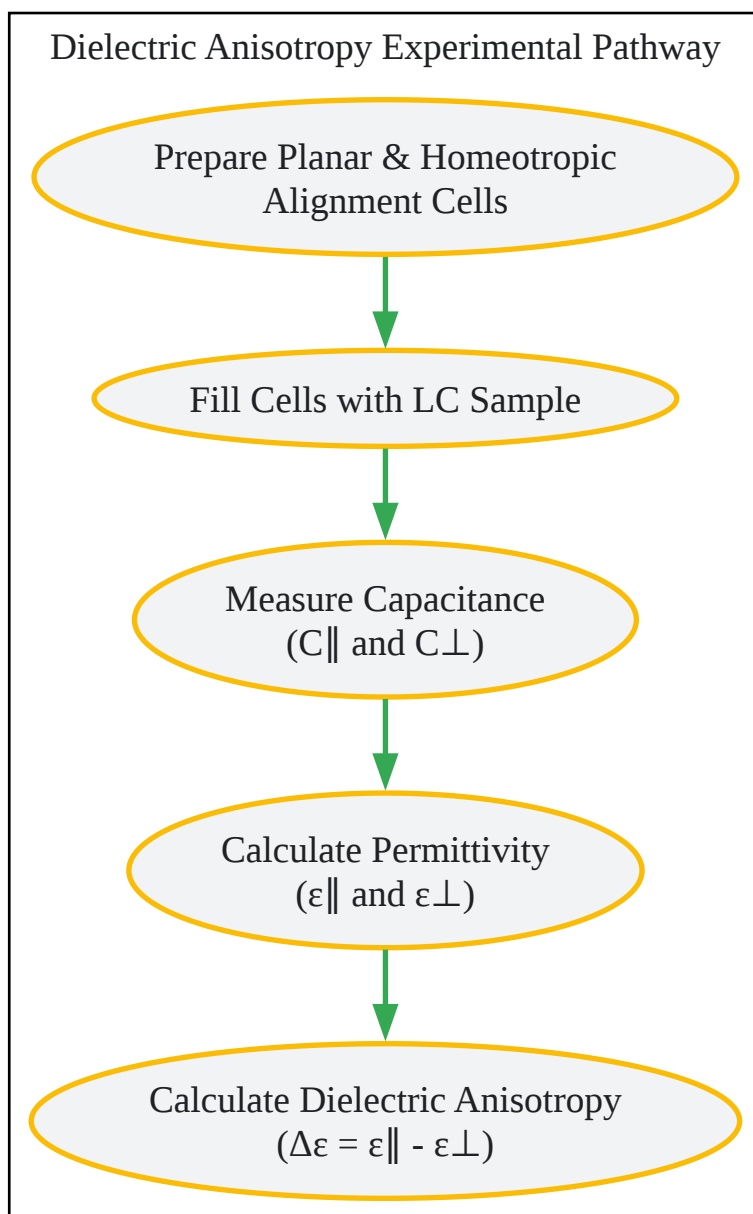 Dielectric Anisotropy Experimental Pathway
Prepare Planar & Homeotropic
Alignment Cells
Fill Cells with LC Sample
Measure Capacitance
(C∥ and C⊥)
Calculate Permittivity
(ε∥ and ε⊥)
Calculate Dielectric Anisotropy
(Δε = ε∥ - ε⊥)